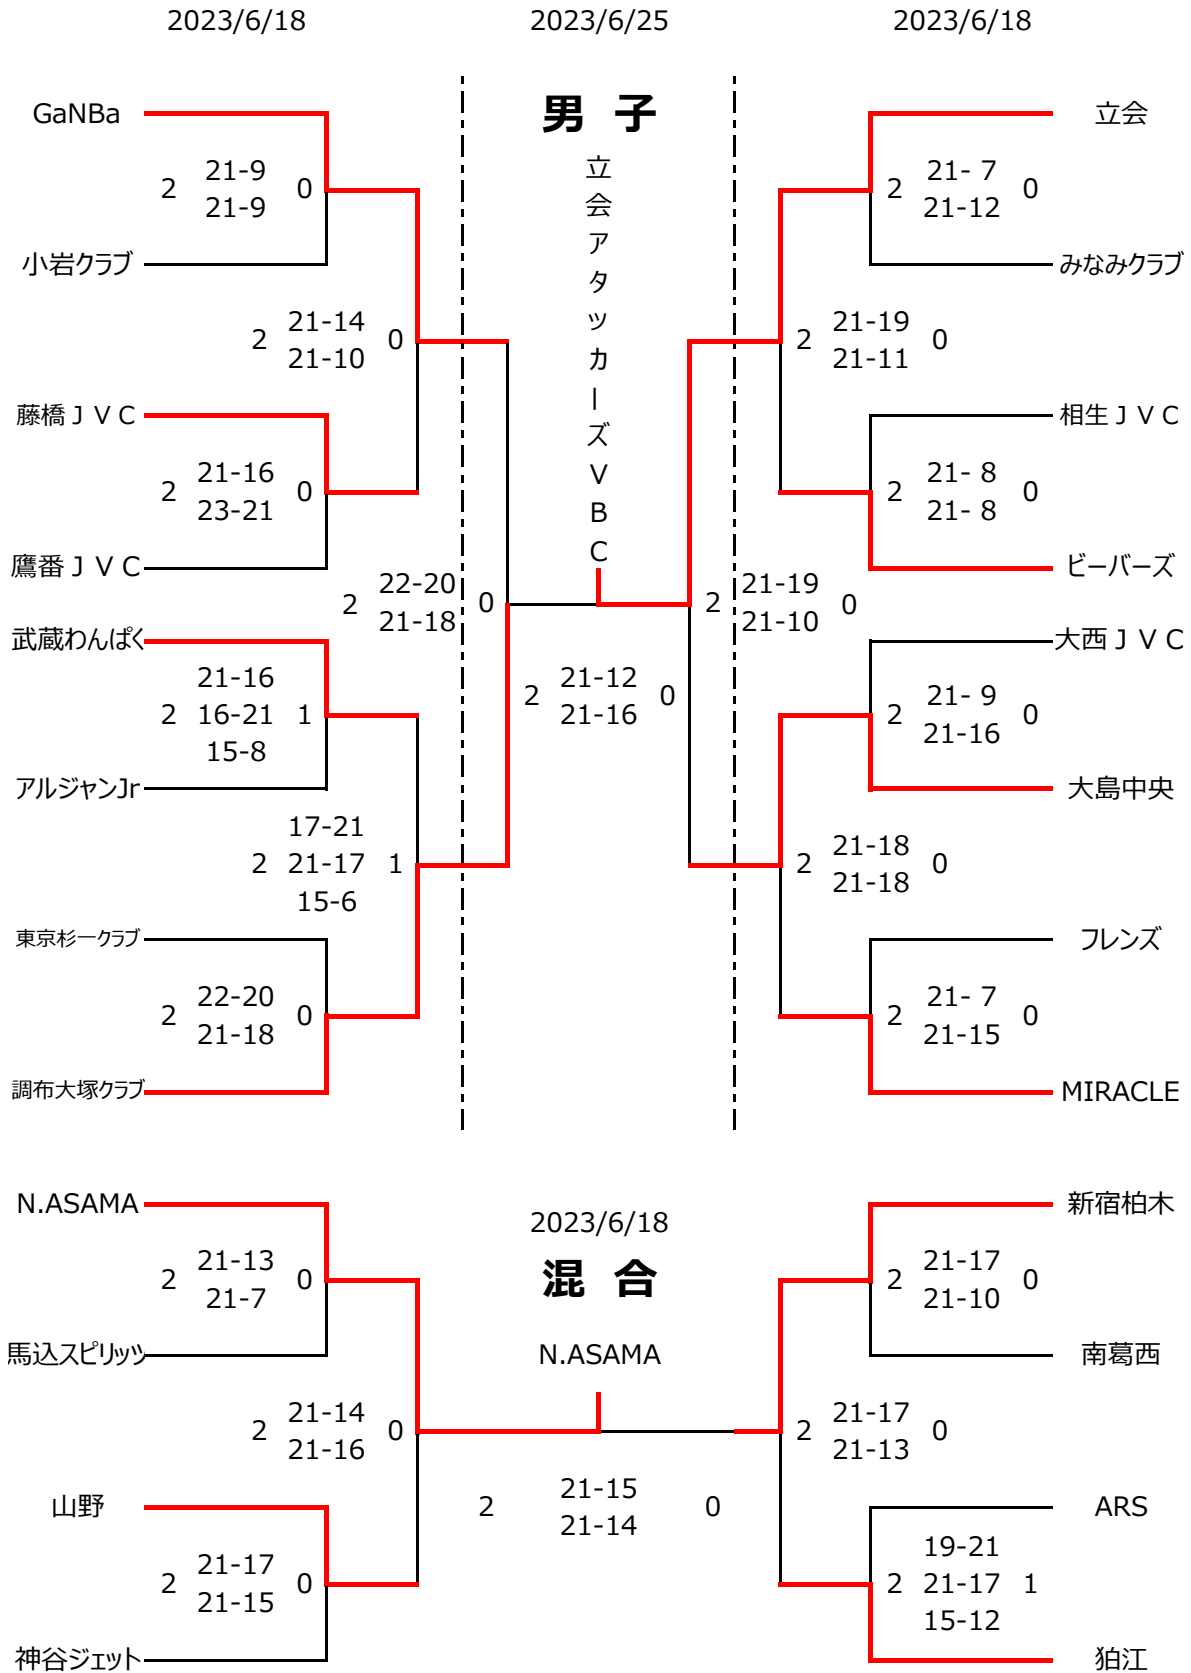 2023/6/18
2023/6/25
2023/6/18
男 子
立会アタッカーズVBC
GaNBa
2 21-9 0
21-9
小岩クラブ
2 21-14 0
21-10
藤橋ＪＶＣ
2 21-16 0
23-21
鷹番ＪＶＣ
2 22-20 0
21-18
武蔵わんぱく
21-16
2 16-21 1
15-8
アルジャンJr
17-21
2 21-17 1
15-6
東京杉一クラブ
2 22-20 0
21-18
調布大塚クラブ
2 21-12 0
21-16
立会
2 21- 7 0
21-12
みなみクラブ
2 21-19 0
21-11
相生ＪＶＣ
2 21- 8 0
21- 8
ビーバーズ
2 21-19 0
21-10
大西ＪＶＣ
2 21- 9 0
21-16
大島中央
2 21-18 0
21-18
フレンズ
2 21- 7 0
21-15
MIRACLE
2023/6/18
混 合
N.ASAMA
N.ASAMA
2 21-13 0
21-7
馬込スピリッツ
2 21-14 0
21-16
山野
2 21-17 0
21-15
神谷ジェット
2 21-15 0
21-14
新宿柏木
2 21-17 0
21-10
南葛西
2 21-17 0
21-13
ARS
19-21
2 21-17 1
15-12
狛江